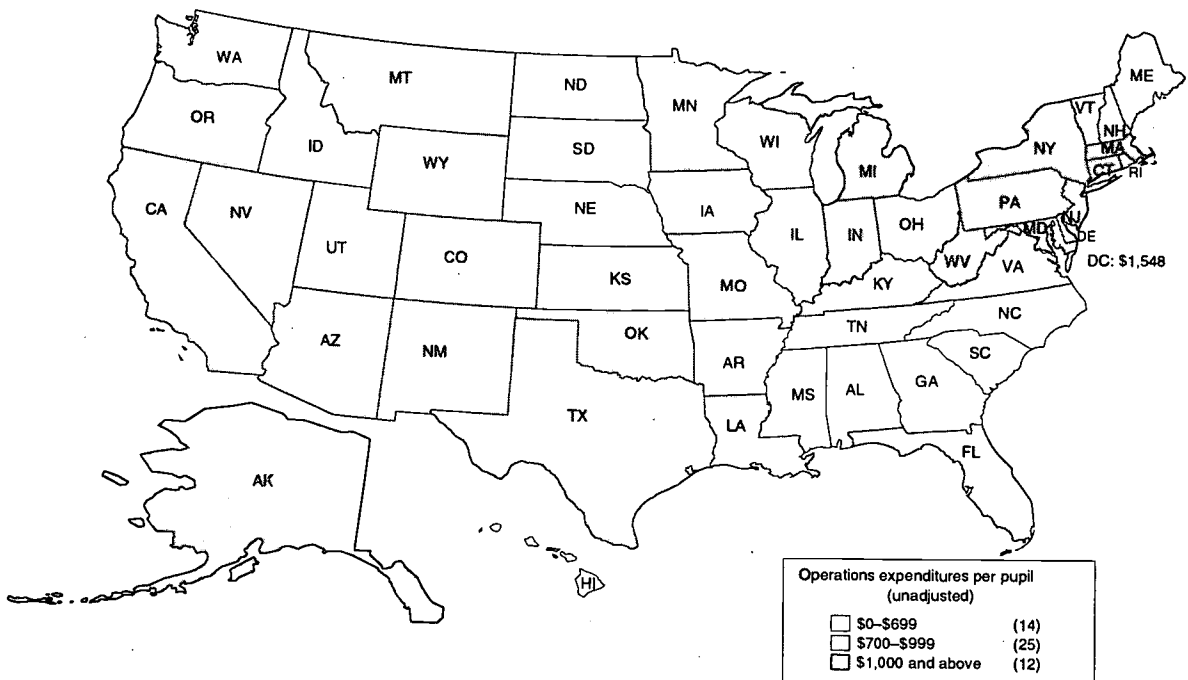 WA
MT
ND
MN
ME
OR
ID
WY
SD
WI
MI
NY
VT
NH
MA
CT
RI
CA
NV
UT
CO
NE
IA
IL
IN
OH
PA
NJ
MD
DE
DC: $1,548
KS
MO
KY
WV
VA
AZ
NM
OK
AR
TN
NC
SC
TX
LA
MS
AL
GA
FL
AK
HI
Operations expenditures per pupil
(unadjusted)
$0–$699 (14)
$700–$999 (25)
$1,000 and above (12)